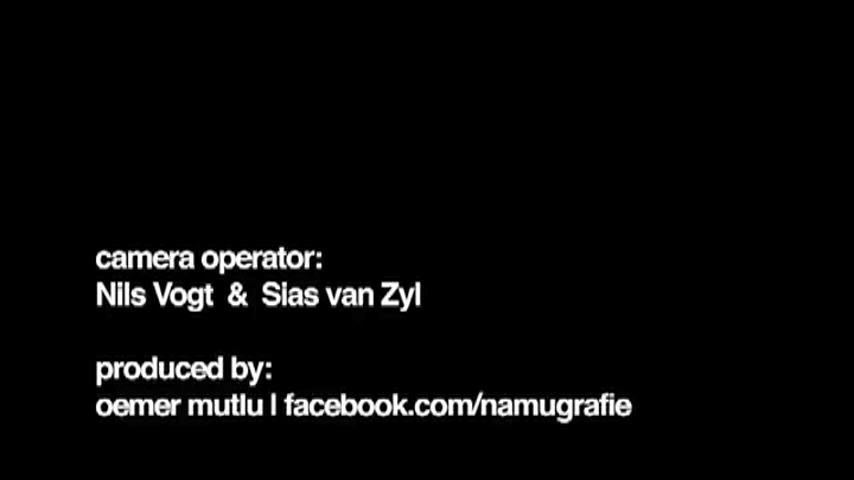 camera operator:
Nils Vogt & Sias van Zyl
produced by:
oemer mutlu | facebook.com/namugrafie